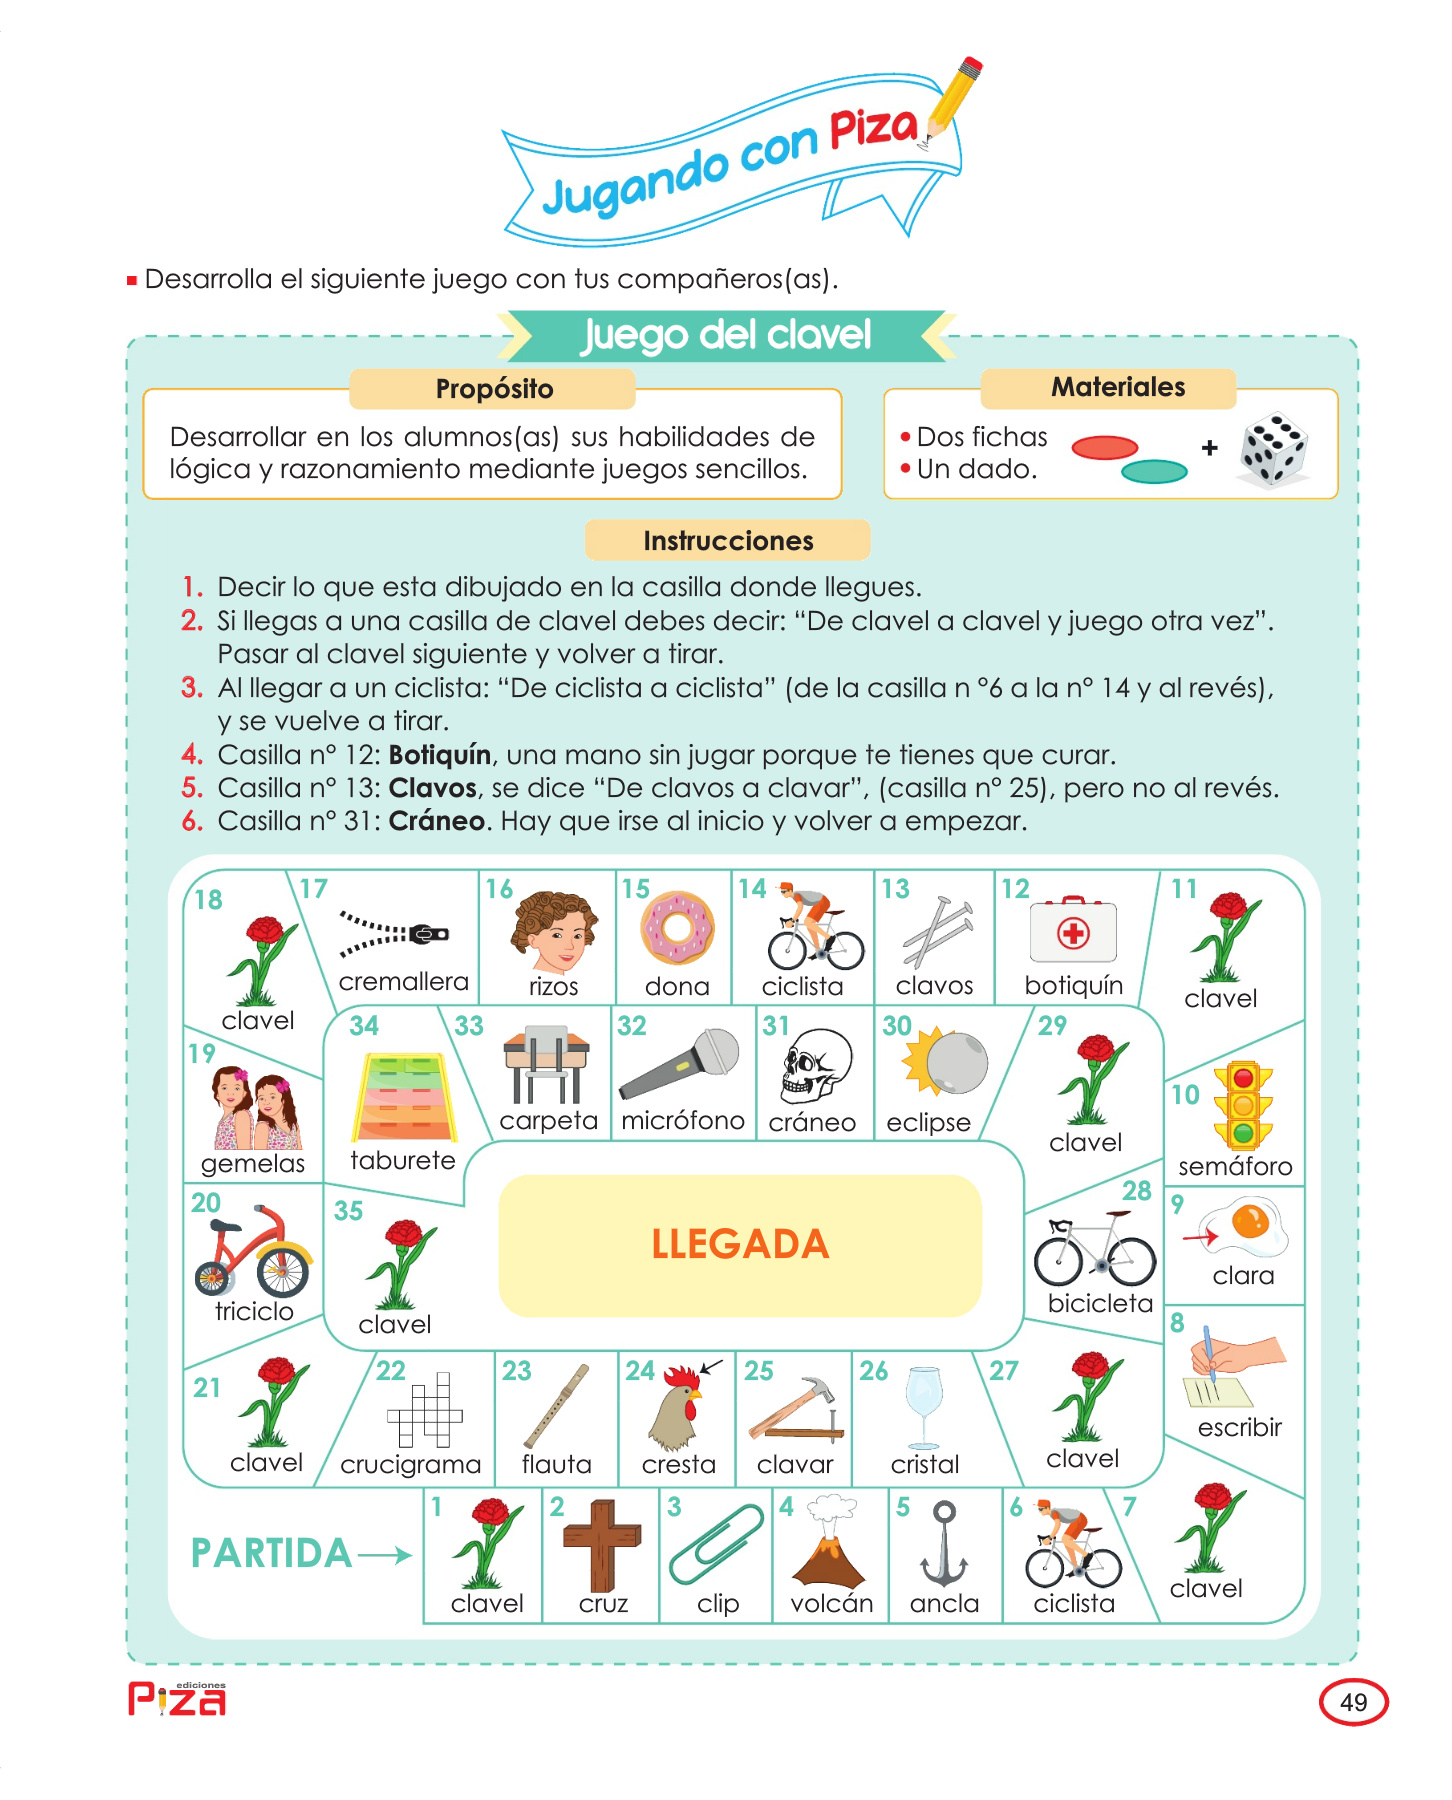 Jugando con Piza
Desarrolla el siguiente juego con tus compañeros(as).
Juego del clavel
Propósito
Desarrollar en los alumnos(as) sus habilidades de
lógica y razonamiento mediante juegos sencillos.
Materiales
• Dos fichas
• Un dado.
+
Instrucciones
1. Decir lo que esta dibujado en la casilla donde llegues.
2. Si llegas a una casilla de clavel debes decir: “De clavel a clavel y juego otra vez”.
Pasar al clavel siguiente y volver a tirar.
3. Al llegar a un ciclista: “De ciclista a ciclista” (de la casilla n °6 a la n° 14 y al revés),
y se vuelve a tirar.
4. Casilla n° 12: Botiquín, una mano sin jugar porque te tienes que curar.
5. Casilla n° 13: Clavos, se dice “De clavos a clavar”, (casilla n° 25), pero no al revés.
6. Casilla n° 31: Cráneo. Hay que irse al inicio y volver a empezar.
18 clavel
17 cremallera
16 rizos
15 dona
14 ciclista
13 clavos
12 botiquín
11 clavel
34 taburete
33 carpeta
32 micrófono
31 cráneo
30 eclipse
29 clavel
19 gemelas
10 semáforo
20 triciclo
35 clavel
LLEGADA
28 bicicleta
9 clara
8 escribir
21 clavel
22 crucigrama
23 flauta
24 cresta
25 clavar
26 cristal
27 clavel
PARTIDA
1 clavel
2 cruz
3 clip
4 volcán
5 ancla
6 ciclista
7 clavel
ediciones
Piza
49